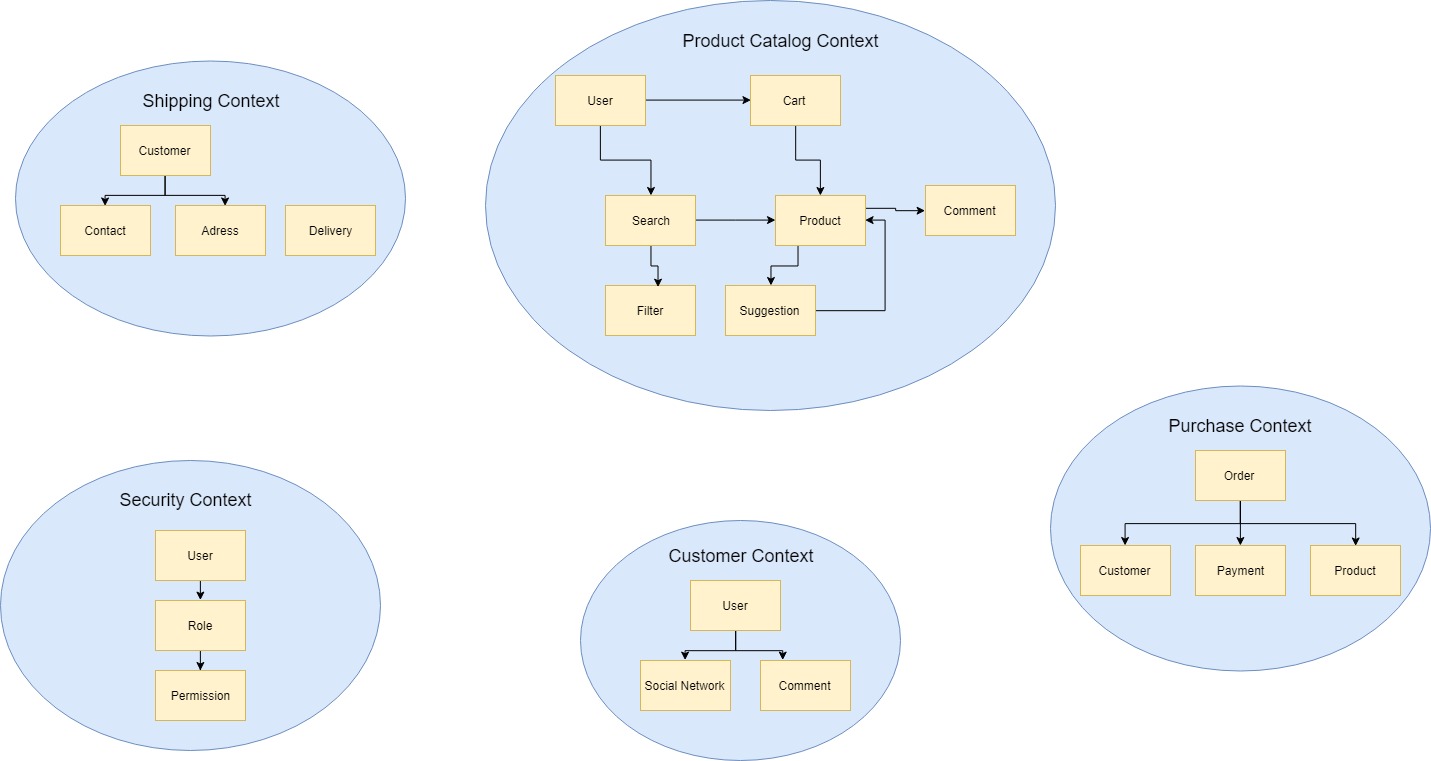 Product Catalog Context
User
Cart
Search
Product
Comment
Filter
Suggestion
Shipping Context
Customer
Contact
Adress
Delivery
Purchase Context
Order
Customer
Payment
Product
Security Context
User
Role
Permission
Customer Context
User
Social Network
Comment